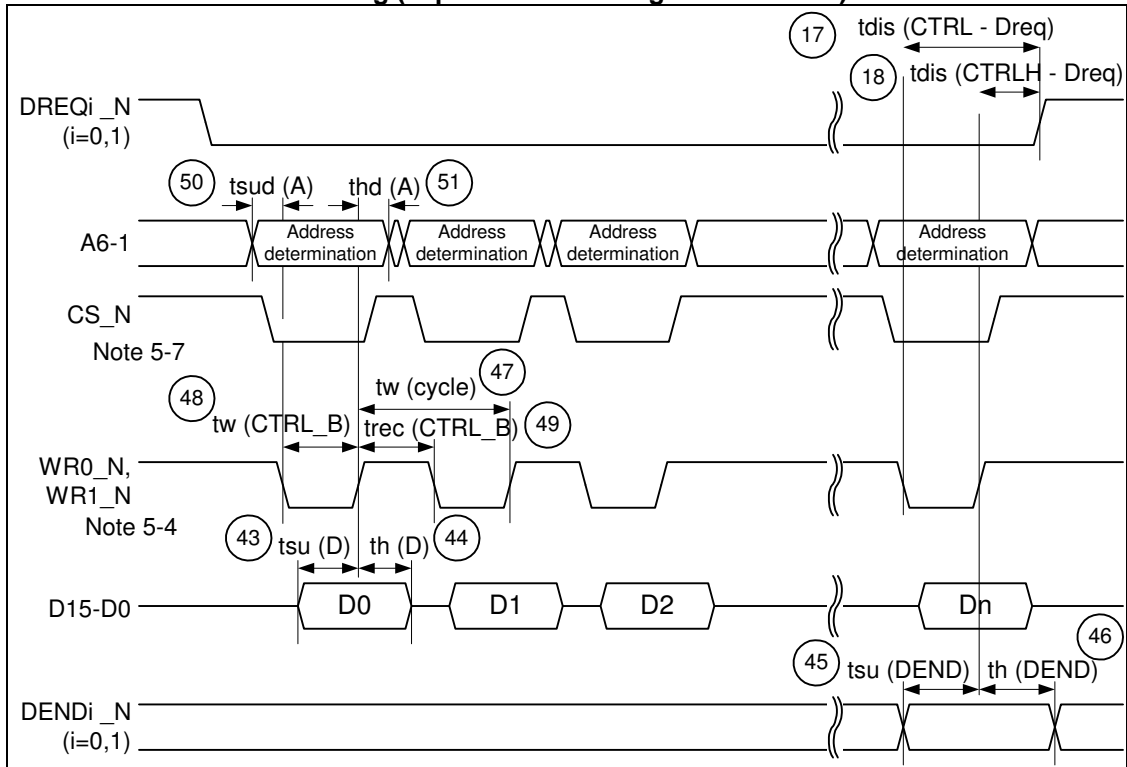 17 tdis (CTRL - Dreq)
18 tdis (CTRLH - Dreq)
DREQi _N
(i=0,1)
50 tsud (A) thd (A) 51
A6-1
Address determination
Address determination
Address determination
Address determination
CS_N
Note 5-7
47
tw (cycle)
48
tw (CTRL_B) trec (CTRL_B) 49
WR0_N,
WR1_N
Note 5-4
43 tsu (D) th (D) 44
D15-D0 D0 D1 D2 Dn
46
45 tsu (DEND) th (DEND)
DENDi _N
(i=0,1)